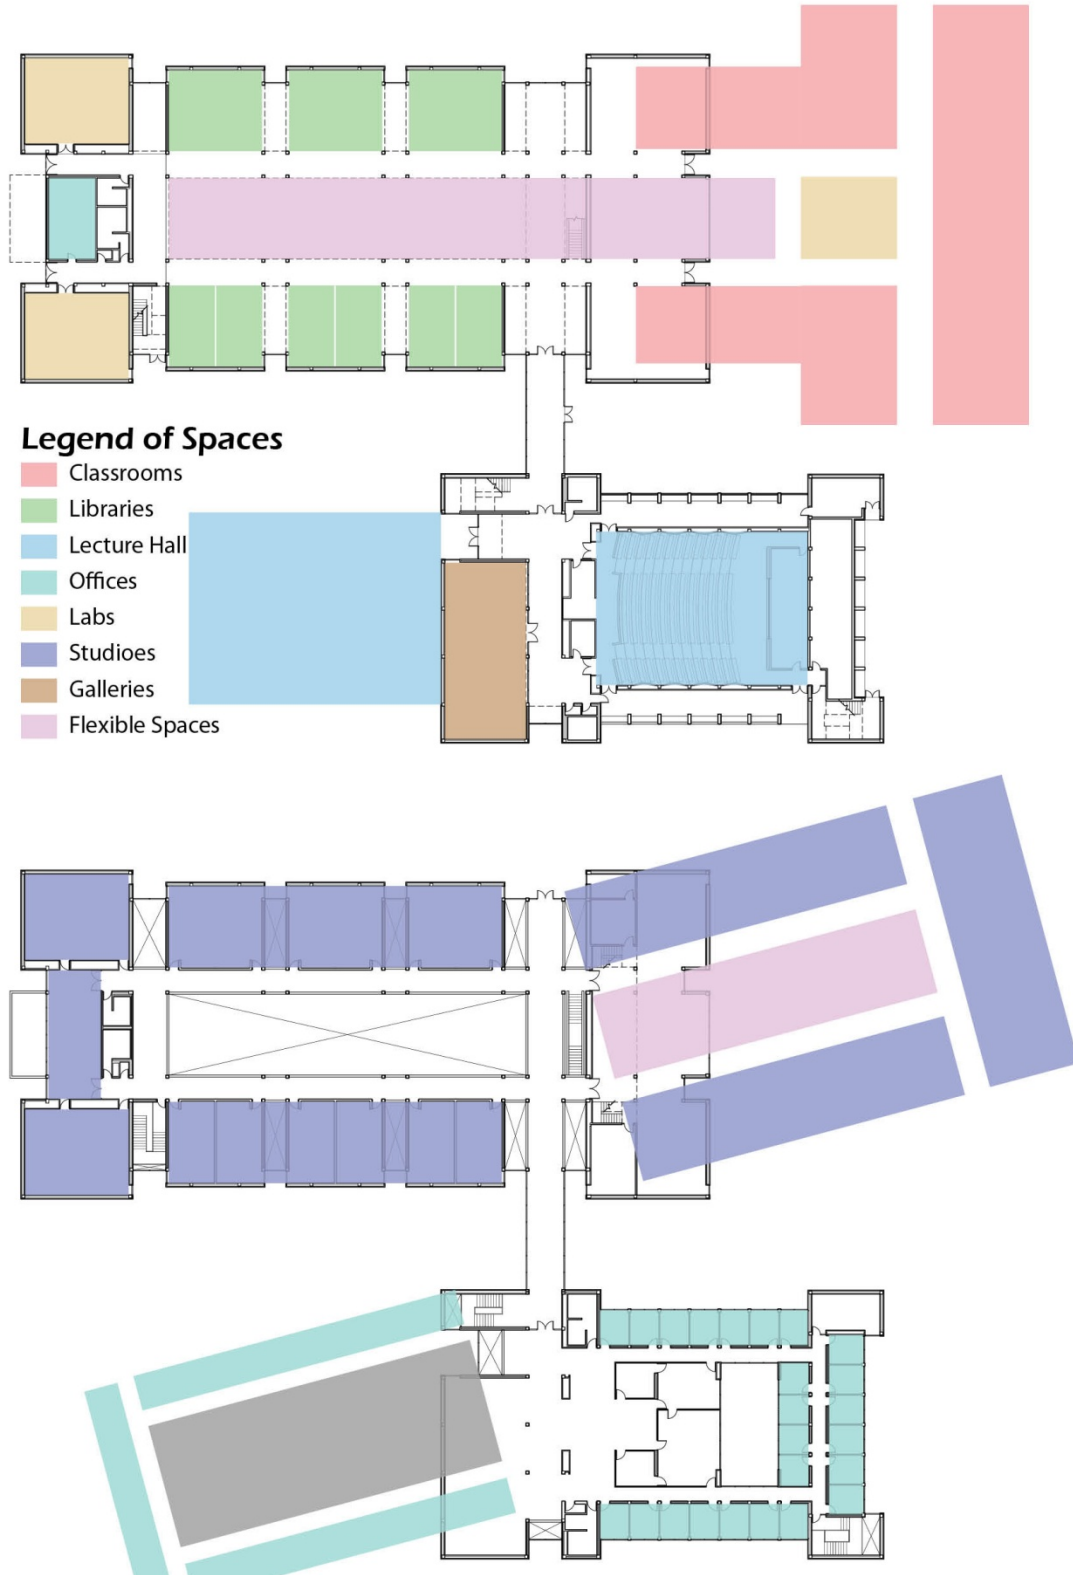 Legend of Spaces
Classrooms
Libraries
Lecture Hall
Offices
Labs
Studioes
Galleries
Flexible Spaces